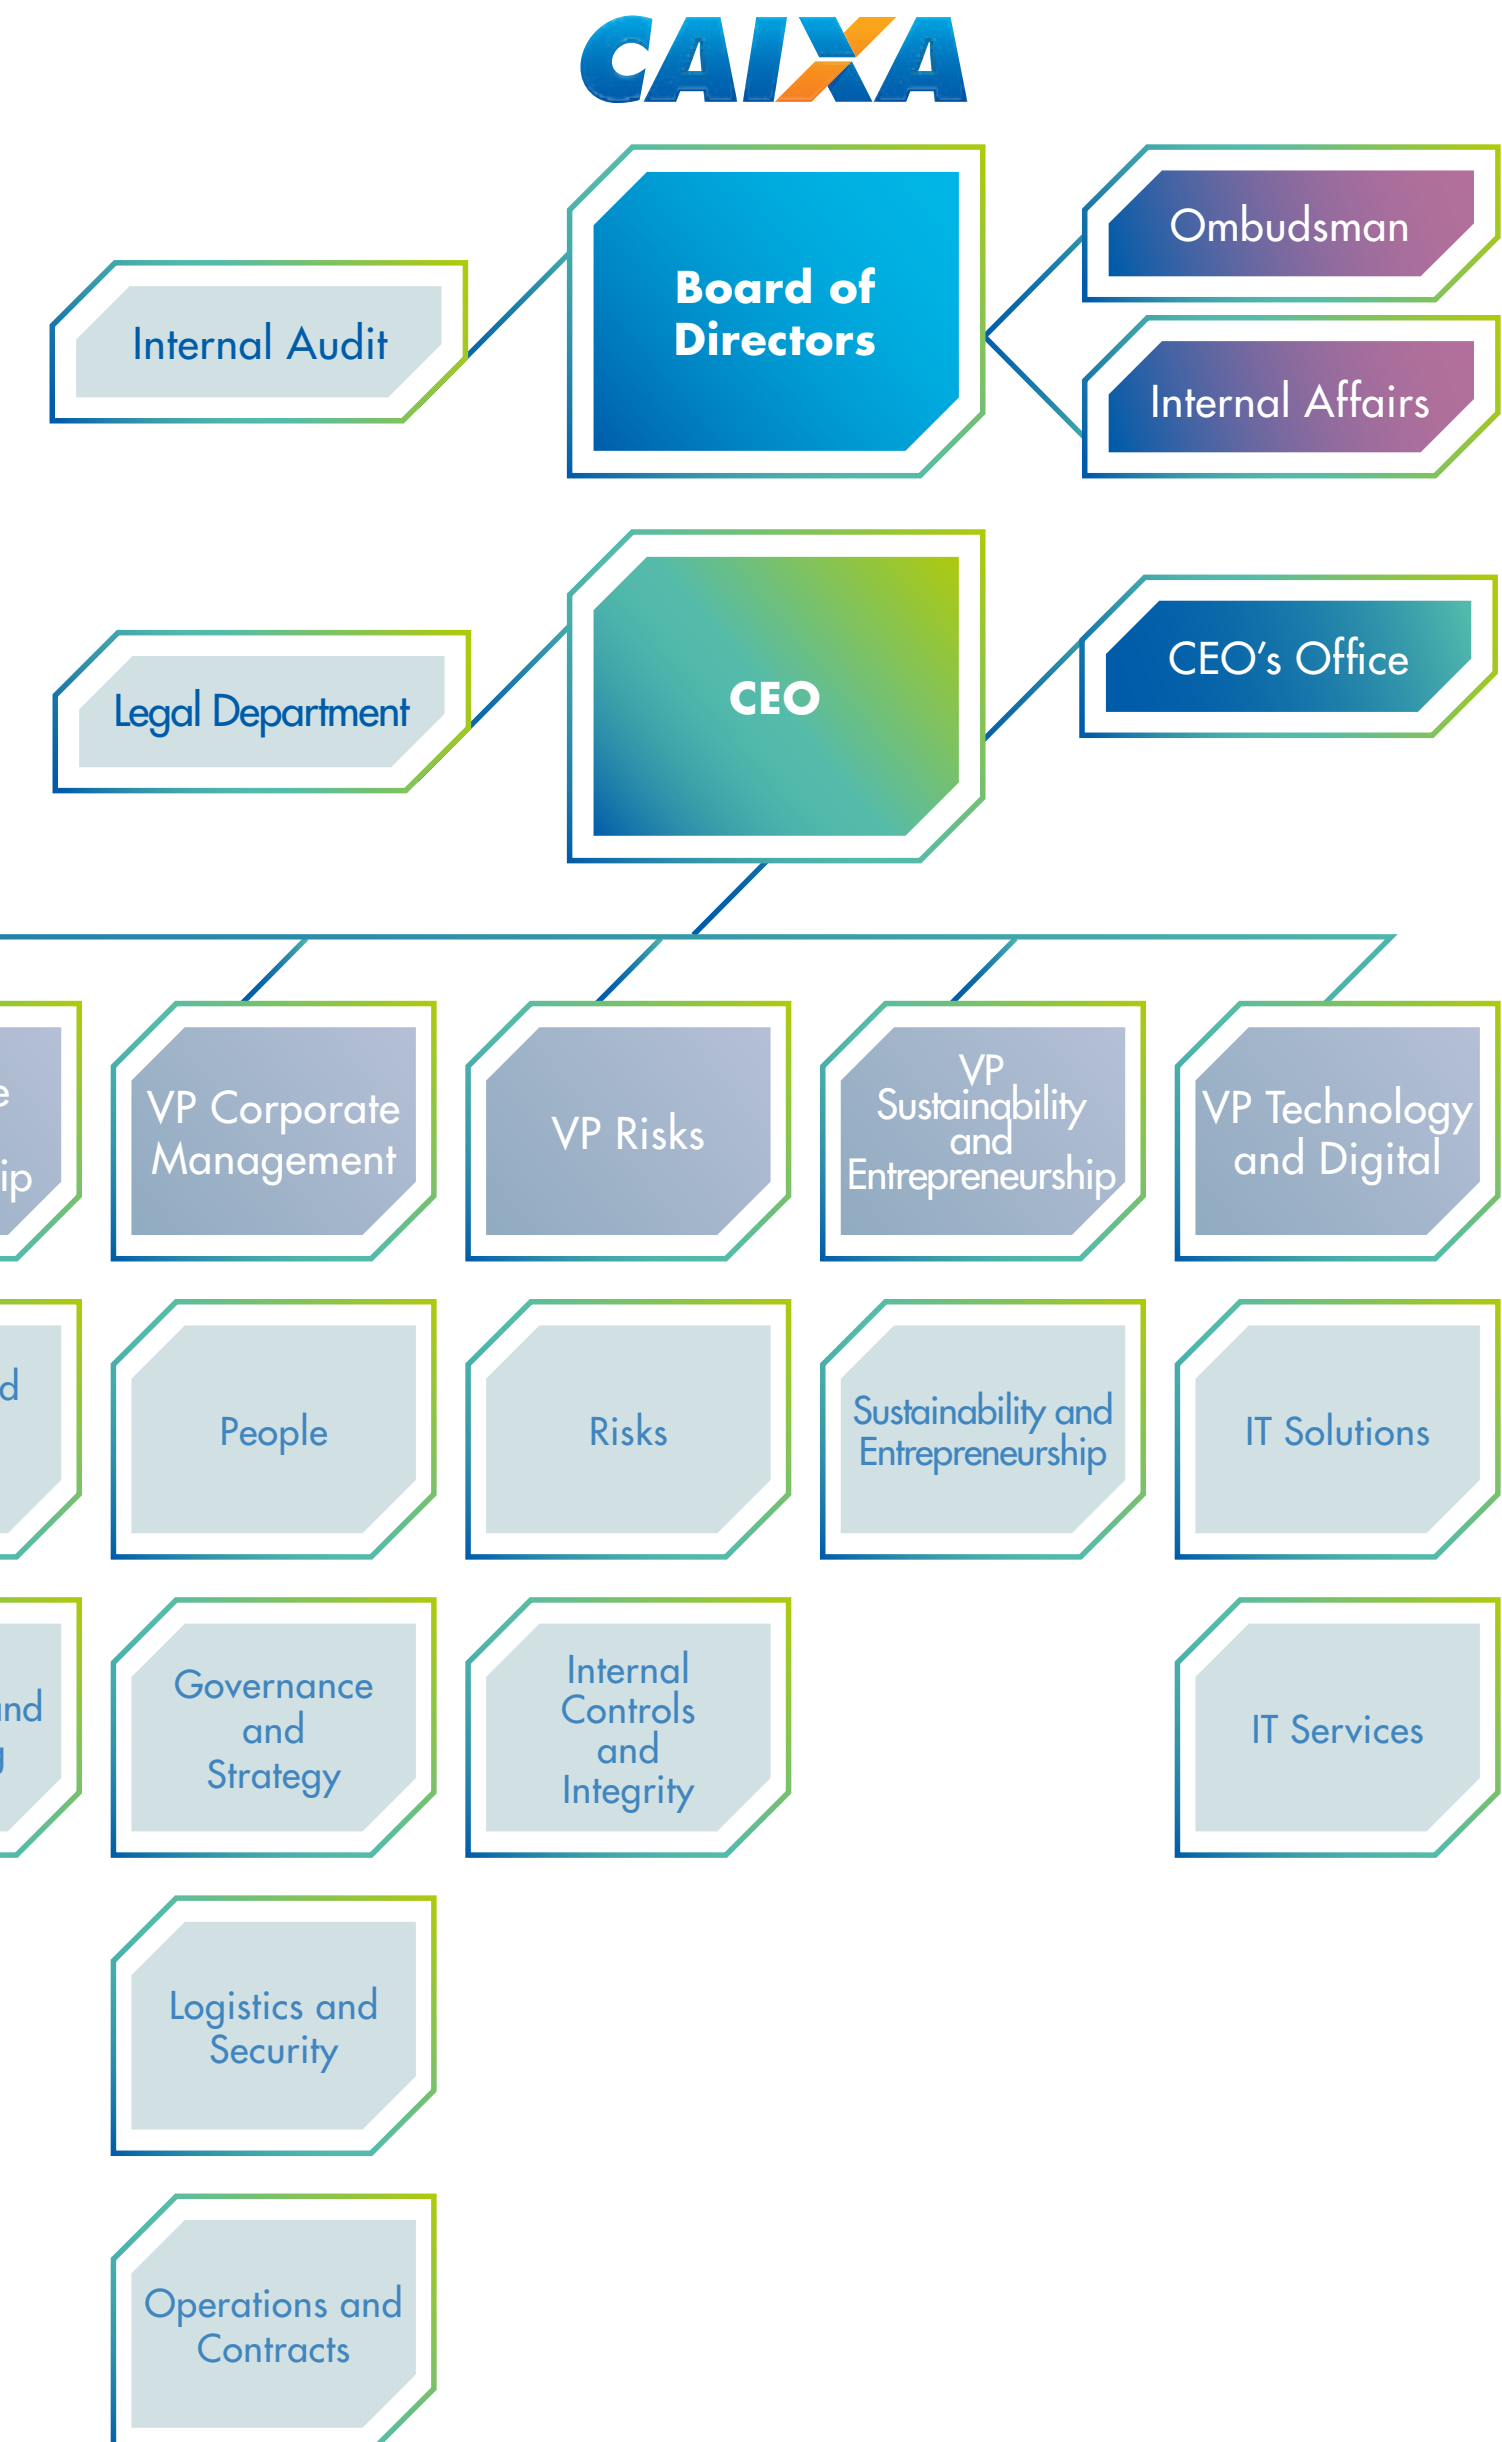 CAIXA
Ombudsman
Board of
Directors
Internal Audit
Internal Affairs
CEO's Office
Legal Department
CEO
VP Corporate
Management
VP Risks
VP
Sustainability
and
Entrepreneurship
VP Technology
and Digital
People
Risks
Sustainability and
Entrepreneurship
IT Solutions
Governance
and
Strategy
Internal
Controls
and
Integrity
IT Services
Logistics and
Security
Operations and
Contracts